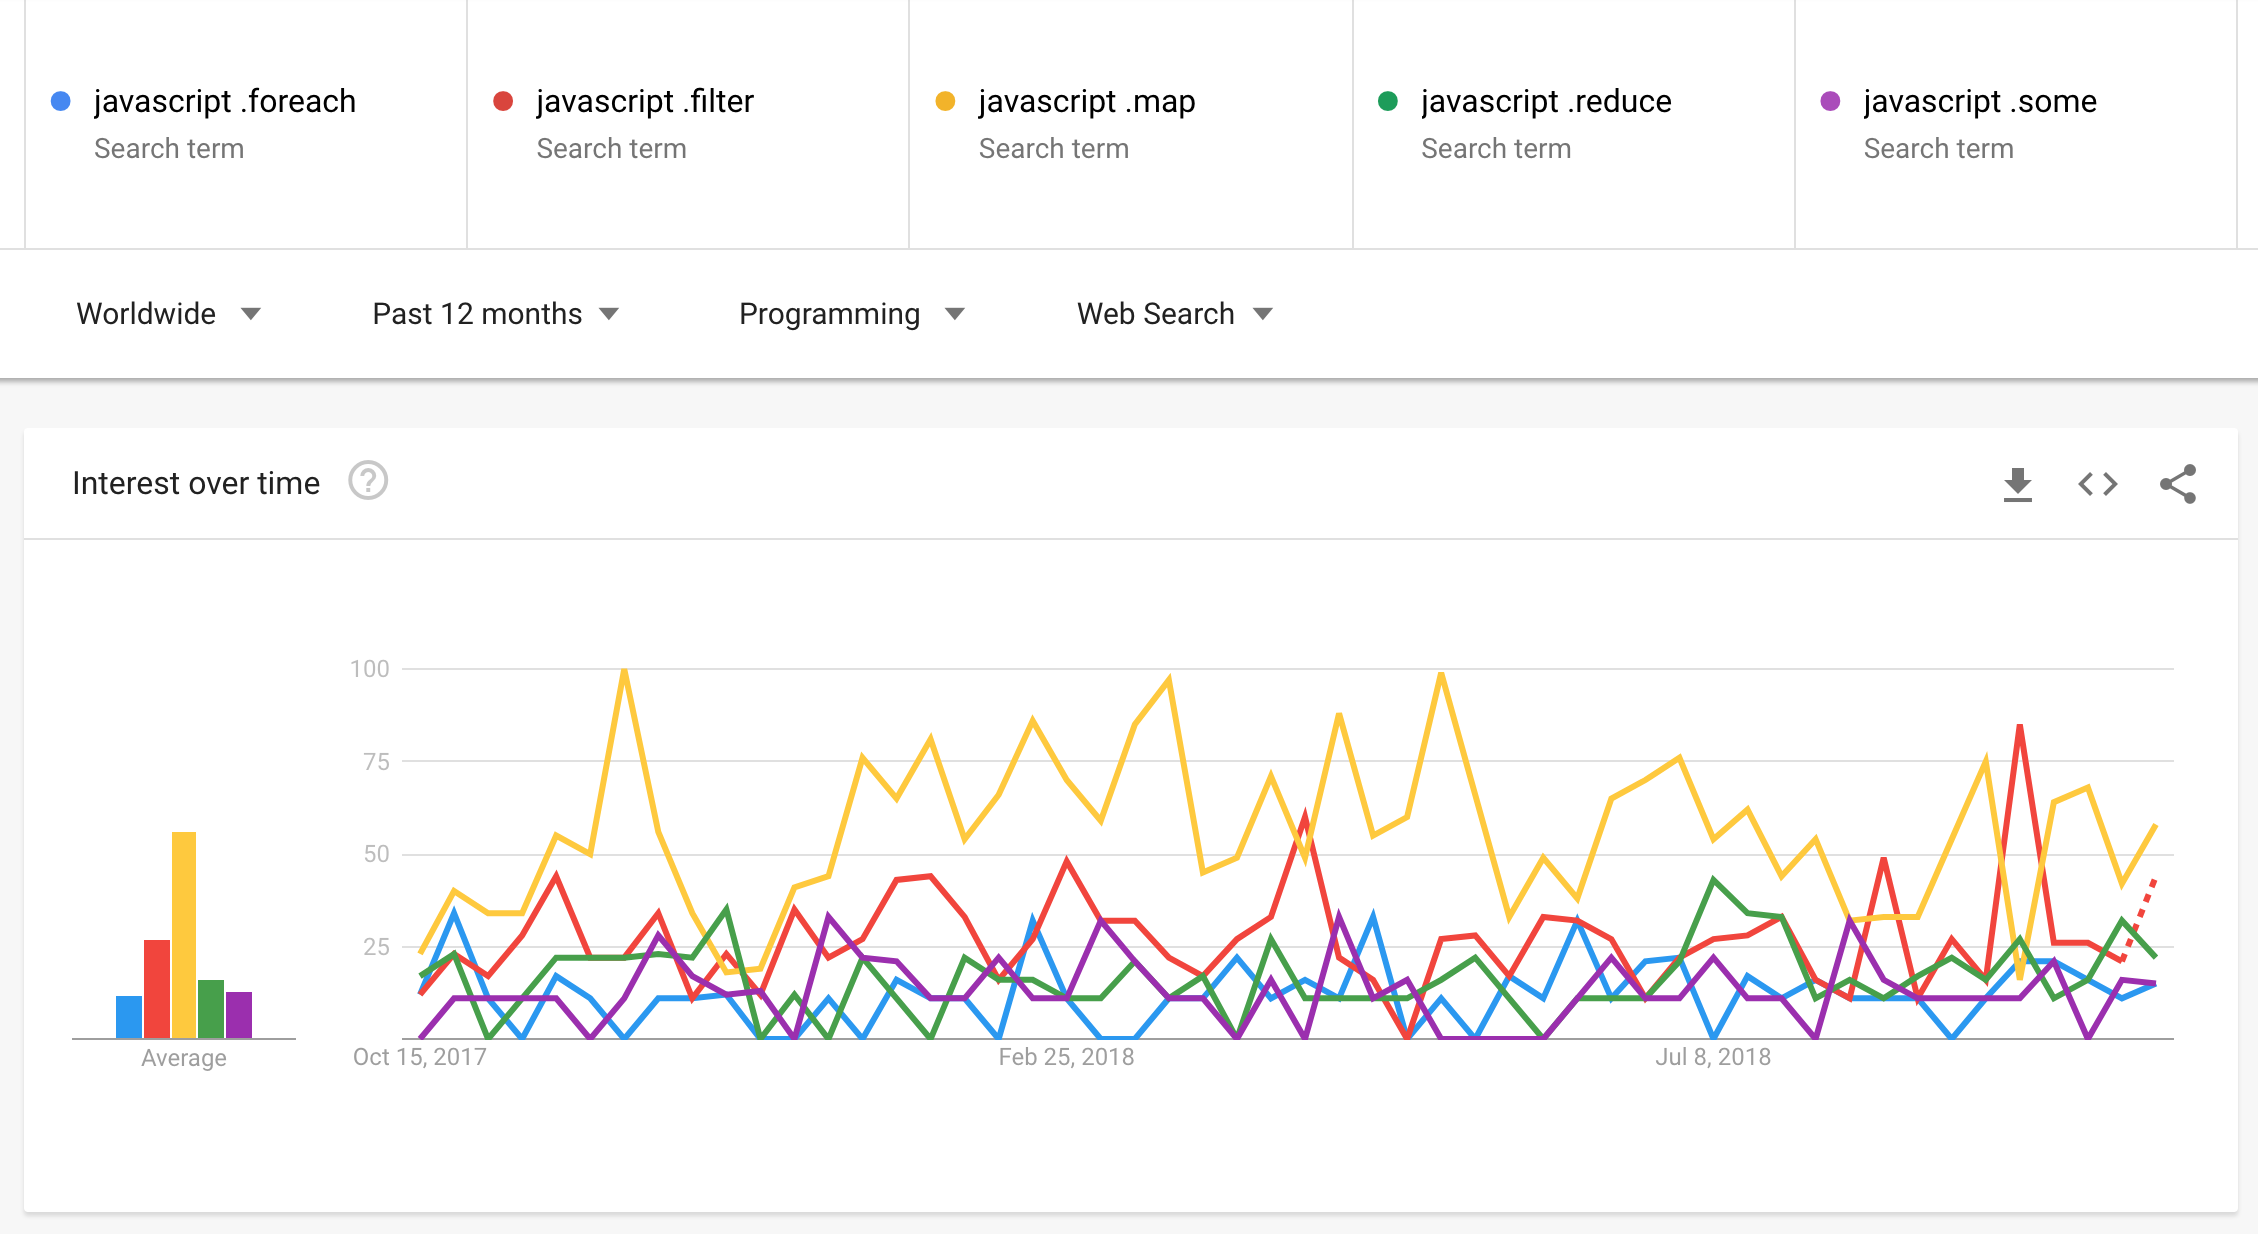 javascript .foreach
Search term
javascript .filter
Search term
javascript .map
Search term
javascript .reduce
Search term
javascript .some
Search term
Worldwide
Past 12 months
Programming
Web Search
Interest over time
?
100
75
50
25
Average
Oct 15, 2017
Feb 25, 2018
Jul 8, 2018